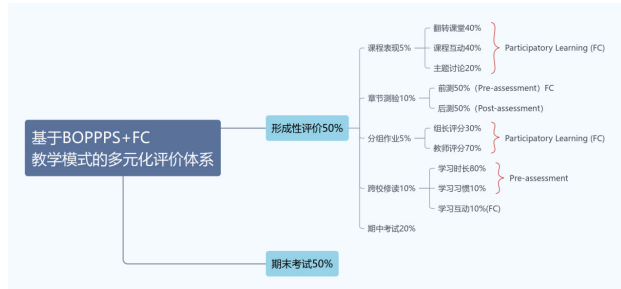 基于BOPPPS+FC
教学模式的多元化评价体系
形成性评价50%
课程表现5%
翻转课堂40%
课程互动40%
主题讨论20%
Participatory Learning (FC)
章节测验10%
前测50%（Pre-assessment）FC
后测50%（Post-assessment）
分组作业5%
组长评分30%
教师评分70%
Participatory Learning (FC)
跨校修读10%
学习时长80%
学习习惯10%
Pre-assessment
学习互动10%(FC)
期中考试20%
期末考试50%